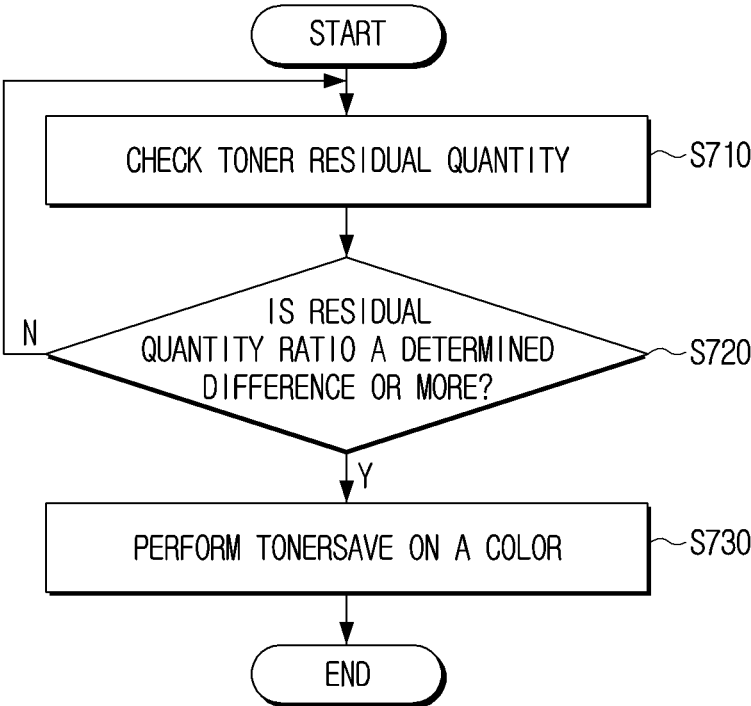 START
CHECK TONER RESIDUAL QUANTITY
S710
IS RESIDUAL
QUANTITY RATIO A DETERMINED
DIFFERENCE OR MORE?
S720
N
Y
PERFORM TONERSAVE ON A COLOR
S730
END